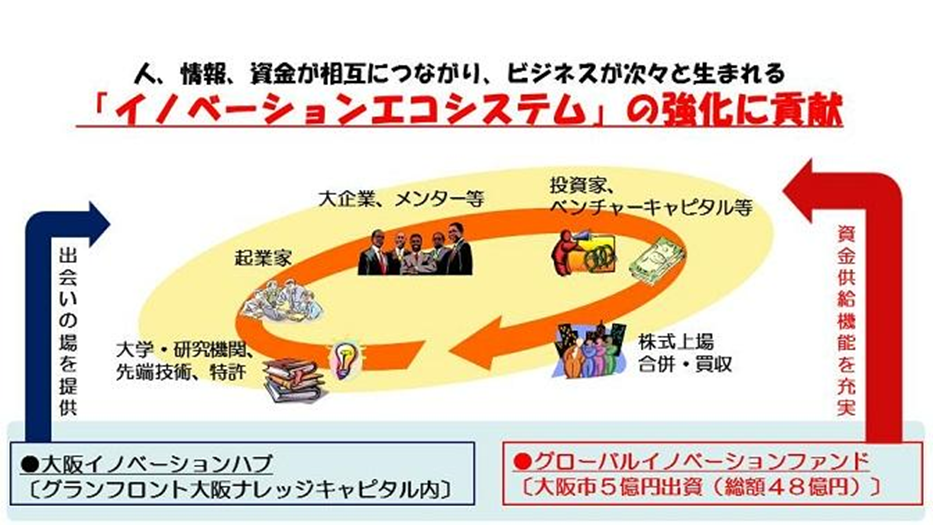 人、情報、資金が相互につながり、ビジネスが次々と生まれる
「イノベーションエコシステム」の強化に貢献
大企業、メンター等
投資家、
ベンチャーキャピタル等
起業家
大学・研究機関、
先端技術、特許
株式上場
合併・買収
出会いの場を提供
資金供給機能を充実
●大阪イノベーションハブ
〔グランフロント大阪ナレッジキャピタル内〕
●グローバルイノベーションファンド
〔大阪市５億円出資（総額４８億円）〕